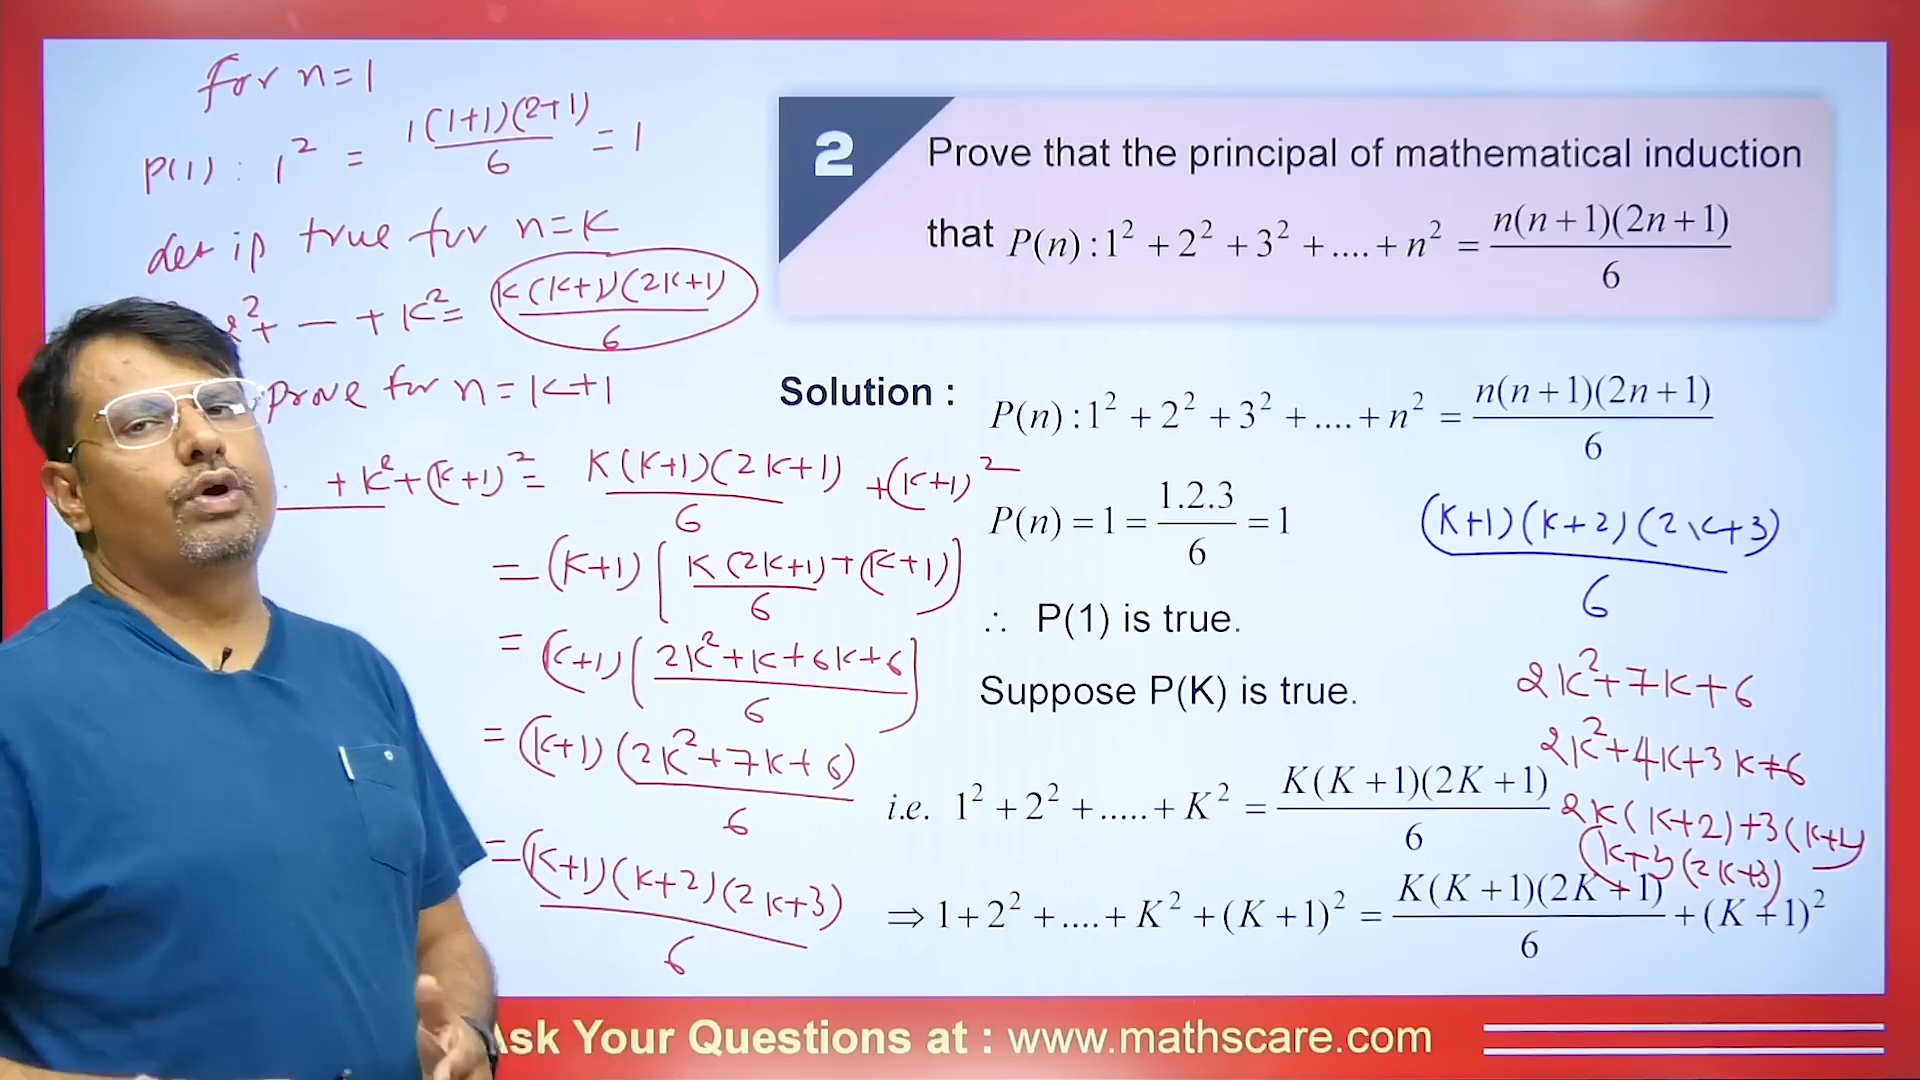 for n=1
P(1) : 1² = 1(1+1)(2+1)/6 = 1
Let it true for n=K
2²+ — + K² = K(K+1)(2K+1)/6
prove for n=K+1
+K²+(K+1)² = K(K+1)(2K+1)/6 +(K+1)²
=(K+1)[K(2K+1)/6+(K+1)]
= (K+1)[2K²+K+6K+6/6]
= (K+1)(2K²+7K+6)/6
=(K+1)(K+2)(2K+3)/6
2
Prove that the principal of mathematical induction
that P(n):1²+2²+3²+....+n² = n(n+1)(2n+1)/6
Solution : P(n):1²+2²+3²+....+n² = n(n+1)(2n+1)/6
P(n) = 1 = 1.2.3/6 = 1
∴ P(1) is true.
Suppose P(K) is true.
i.e. 1²+2²+.....+K² = K(K+1)(2K+1)/6
⇒ 1+2²+....+K²+(K+1)² = K(K+1)(2K+1)/6 +(K+1)²
(K+1)(K+2)(2K+3)/6
2K²+7K+6
2K²+4K+3K+6
2K(K+2)+3(K+
(2K+3)
Ask Your Questions at : www.mathscare.com